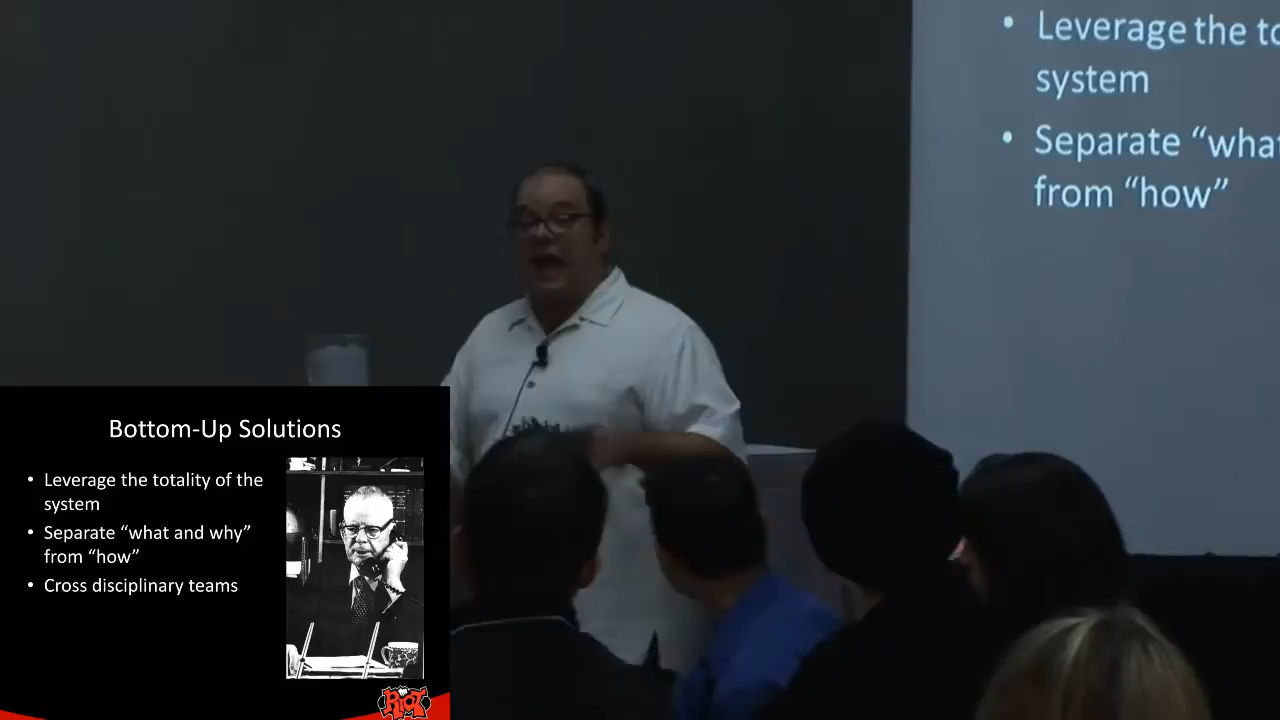 Leverage the to
system
Separate “what
from “how”
Bottom-Up Solutions
Leverage the totality of the
system
Separate “what and why”
from “how”
Cross disciplinary teams
RIOT